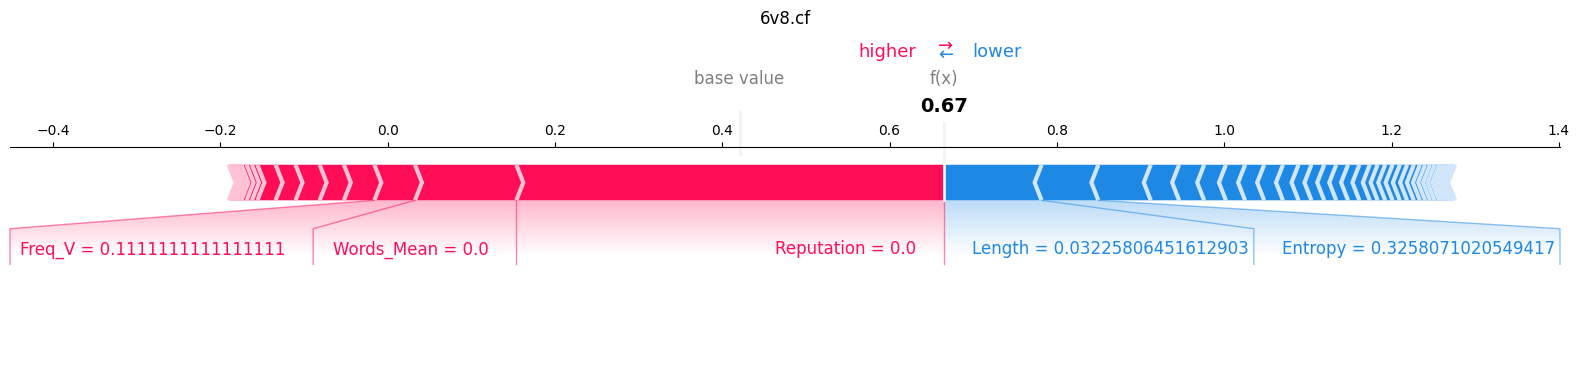 6v8.cf
higher ⇄ lower
base value f(x)
0.67
−0.4 −0.2 0.0 0.2 0.4 0.6 0.8 1.0 1.2 1.4
Freq_V = 0.1111111111111111 Words_Mean = 0.0 Reputation = 0.0 Length = 0.03225806451612903 Entropy = 0.3258071020549417